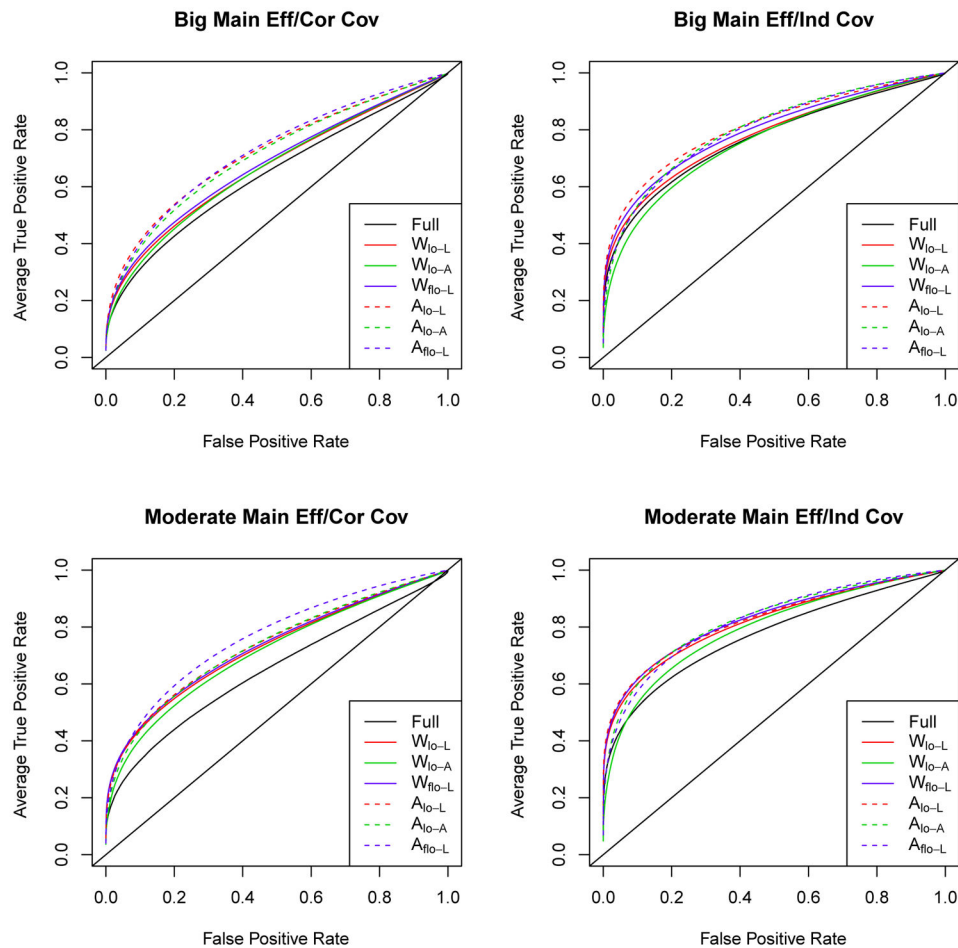 Big Main Eff/Cor Cov
Average True Positive Rate
0.0 0.2 0.4 0.6 0.8 1.0
Full
Wlo−L
Wlo−A
Wflo−L
Alo−L
Alo−A
Aflo−L
0.0 0.2 0.4 0.6 0.8 1.0
False Positive Rate
Big Main Eff/Ind Cov
Average True Positive Rate
0.0 0.2 0.4 0.6 0.8 1.0
Full
Wlo−L
Wlo−A
Wflo−L
Alo−L
Alo−A
Aflo−L
0.0 0.2 0.4 0.6 0.8 1.0
False Positive Rate
Moderate Main Eff/Cor Cov
Average True Positive Rate
0.0 0.2 0.4 0.6 0.8 1.0
Full
Wlo−L
Wlo−A
Wflo−L
Alo−L
Alo−A
Aflo−L
0.0 0.2 0.4 0.6 0.8 1.0
False Positive Rate
Moderate Main Eff/Ind Cov
Average True Positive Rate
0.0 0.2 0.4 0.6 0.8 1.0
Full
Wlo−L
Wlo−A
Wflo−L
Alo−L
Alo−A
Aflo−L
0.0 0.2 0.4 0.6 0.8 1.0
False Positive Rate